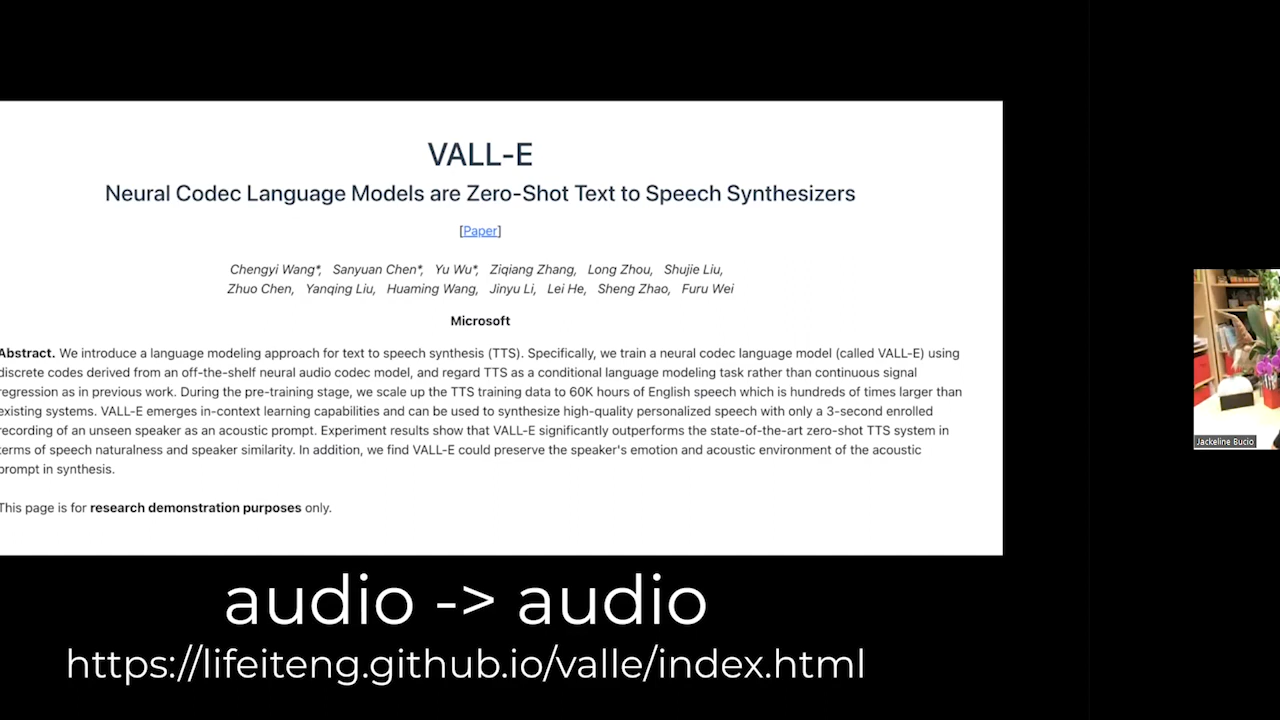 VALL-E
Neural Codec Language Models are Zero-Shot Text to Speech Synthesizers
[Paper]
Chengyi Wang*, Sanyuan Chen*, Yu Wu*, Ziqiang Zhang, Long Zhou, Shujie Liu,
Zhuo Chen, Yanqing Liu, Huaming Wang, Jinyu Li, Lei He, Sheng Zhao, Furu Wei
Microsoft
Abstract. We introduce a language modeling approach for text to speech synthesis (TTS). Specifically, we train a neural codec language model (called VALL-E) using
discrete codes derived from an off-the-shelf neural audio codec model, and regard TTS as a conditional language modeling task rather than continuous signal
regression as in previous work. During the pre-training stage, we scale up the TTS training data to 60K hours of English speech which is hundreds of times larger than
existing systems. VALL-E emerges in-context learning capabilities and can be used to synthesize high-quality personalized speech with only a 3-second enrolled
recording of an unseen speaker as an acoustic prompt. Experiment results show that VALL-E significantly outperforms the state-of-the-art zero-shot TTS system in
terms of speech naturalness and speaker similarity. In addition, we find VALL-E could preserve the speaker's emotion and acoustic environment of the acoustic
prompt in synthesis.
This page is for research demonstration purposes only.
audio -> audio
https://lifeiteng.github.io/valle/index.html
Jackeline Bucio